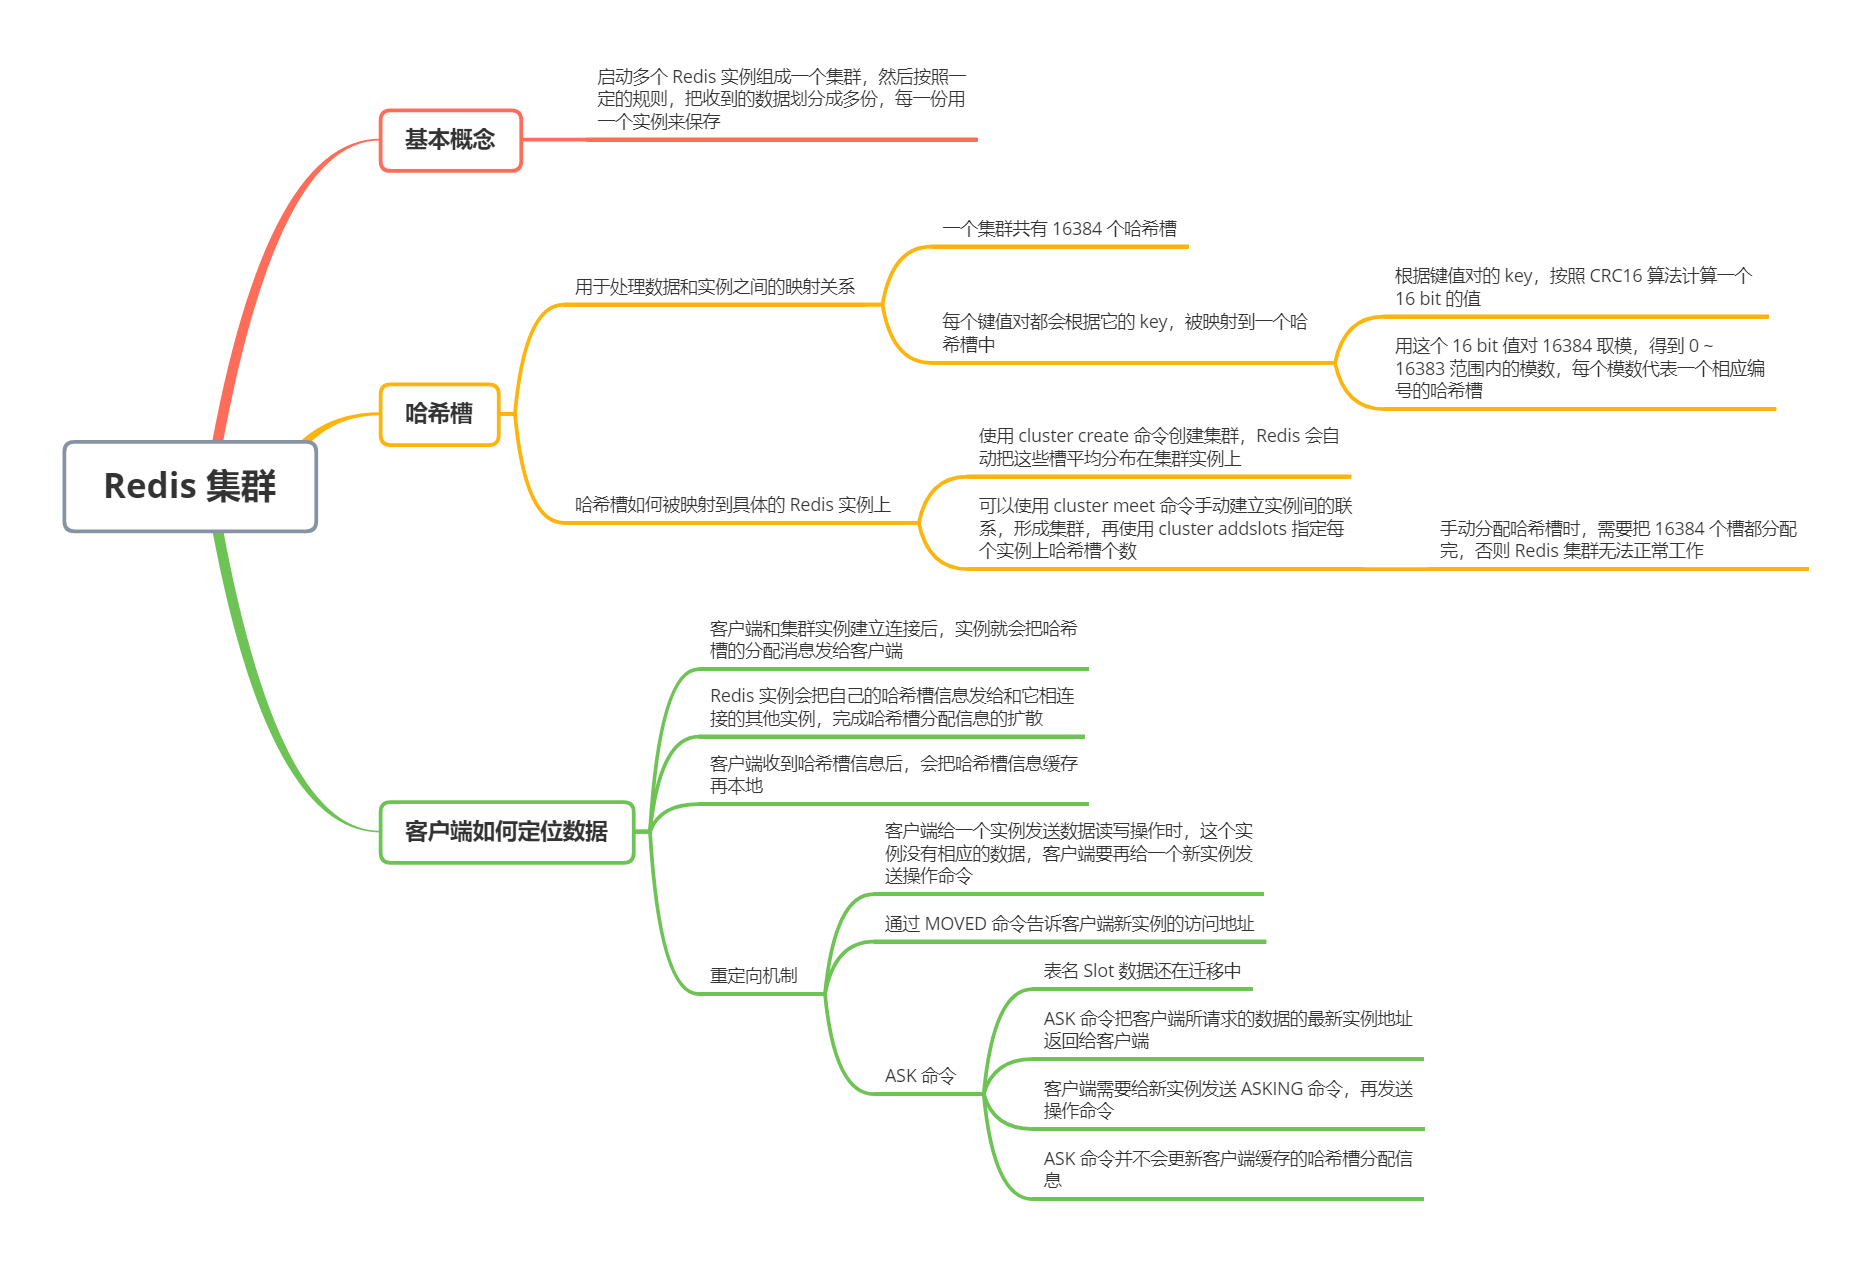 Redis 集群
基本概念
启动多个 Redis 实例组成一个集群，然后按照一
定的规则，把收到的数据划分成多份，每一份用
一个实例来保存
哈希槽
用于处理数据和实例之间的映射关系
一个集群共有 16384 个哈希槽
每个键值对都会根据它的 key，被映射到一个哈
希槽中
根据键值对的 key，按照 CRC16 算法计算一个
16 bit 的值
用这个 16 bit 值对 16384 取模，得到 0 ~
16383 范围内的模数，每个模数代表一个相应编
号的哈希槽
哈希槽如何被映射到具体的 Redis 实例上
使用 cluster create 命令创建集群，Redis 会自
动把这些槽平均分布在集群实例上
可以使用 cluster meet 命令手动建立实例间的联
系，形成集群，再使用 cluster addslots 指定每
个实例上哈希槽个数
手动分配哈希槽时，需要把 16384 个槽都分配
完，否则 Redis 集群无法正常工作
客户端如何定位数据
客户端和集群实例建立连接后，实例就会把哈希
槽的分配消息发给客户端
Redis 实例会把自己的哈希槽信息发给和它相连
接的其他实例，完成哈希槽分配信息的扩散
客户端收到哈希槽信息后，会把哈希槽信息缓存
再本地
重定向机制
客户端给一个实例发送数据读写操作时，这个实
例没有相应的数据，客户端要再给一个新实例发
送操作命令
通过 MOVED 命令告诉客户端新实例的访问地址
ASK 命令
表名 Slot 数据还在迁移中
ASK 命令把客户端所请求的数据的最新实例地址
返回给客户端
客户端需要给新实例发送 ASKING 命令，再发送
操作命令
ASK 命令并不会更新客户端缓存的哈希槽分配信
息